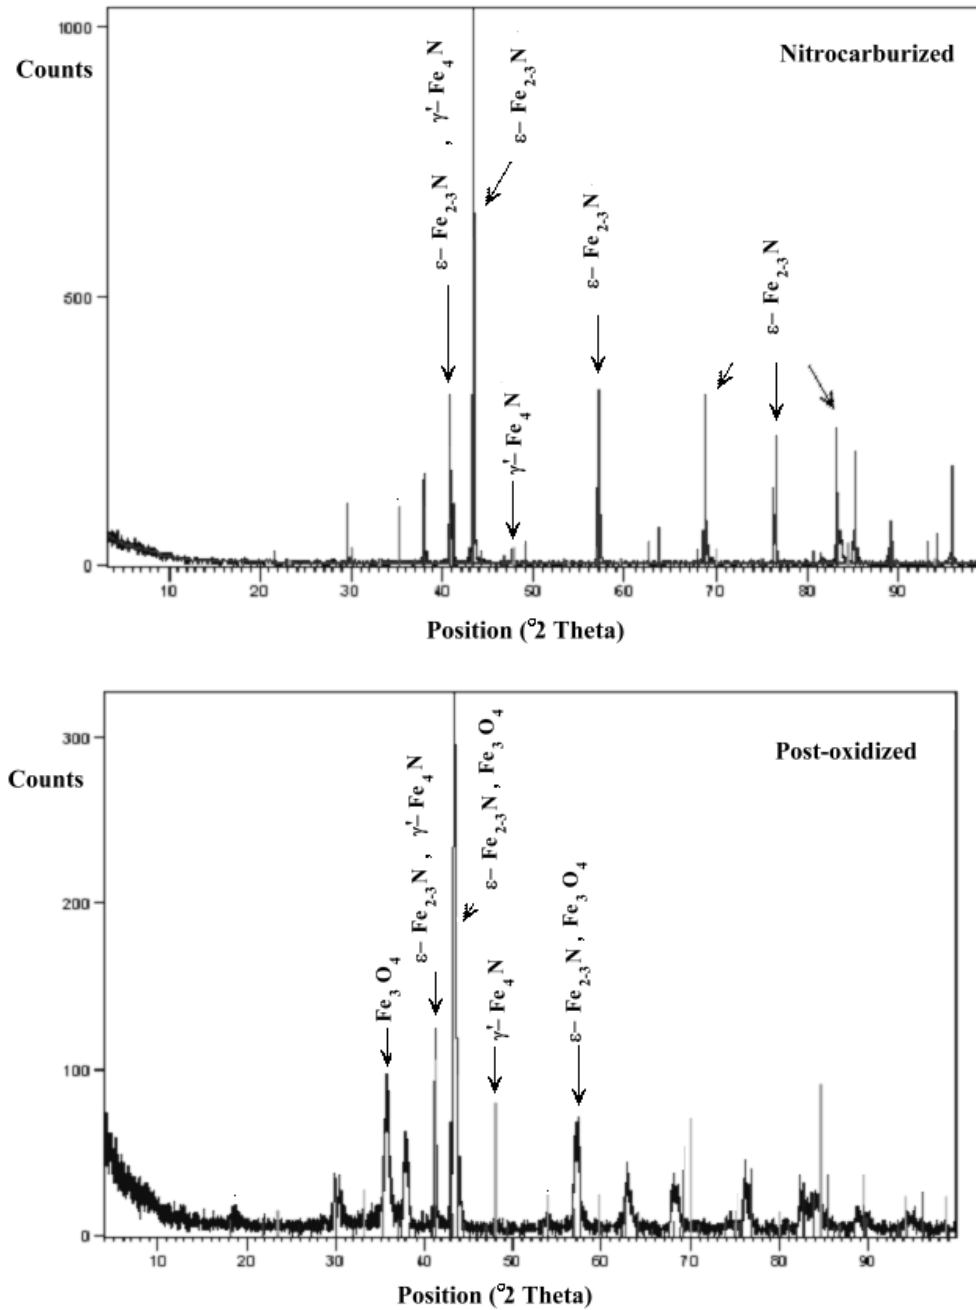 1000
Counts
Nitrocarburized
ε– Fe2-3N , γ'– Fe4N
ε– Fe2-3N
ε– Fe2-3N
ε– Fe2-3N
500
γ'– Fe4N
0
10 20 30 40 50 60 70 80 90
Position (°2 Theta)
300
Counts
Post-oxidized
ε– Fe2-3N , γ'– Fe4N
ε– Fe2-3N , Fe3O4
200
Fe3O4
γ'– Fe4N
ε– Fe2-3N , Fe3O4
100
0
10 20 30 40 50 60 70 80 90
Position (°2 Theta)